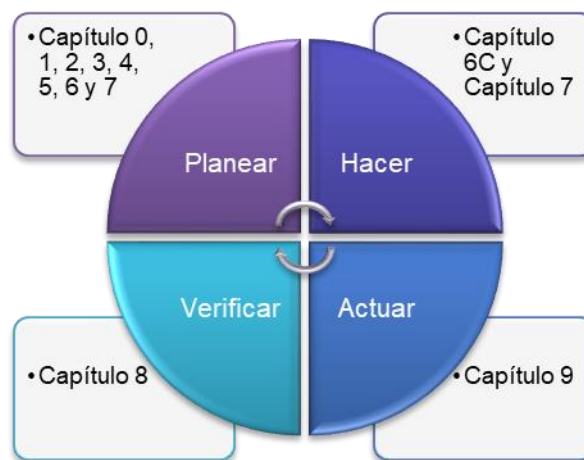 •Capítulo 0,
1, 2, 3, 4,
5, 6 y 7
•Capítulo
6C y
Capítulo 7
Planear
Hacer
Verificar
Actuar
•Capítulo 8
•Capítulo 9